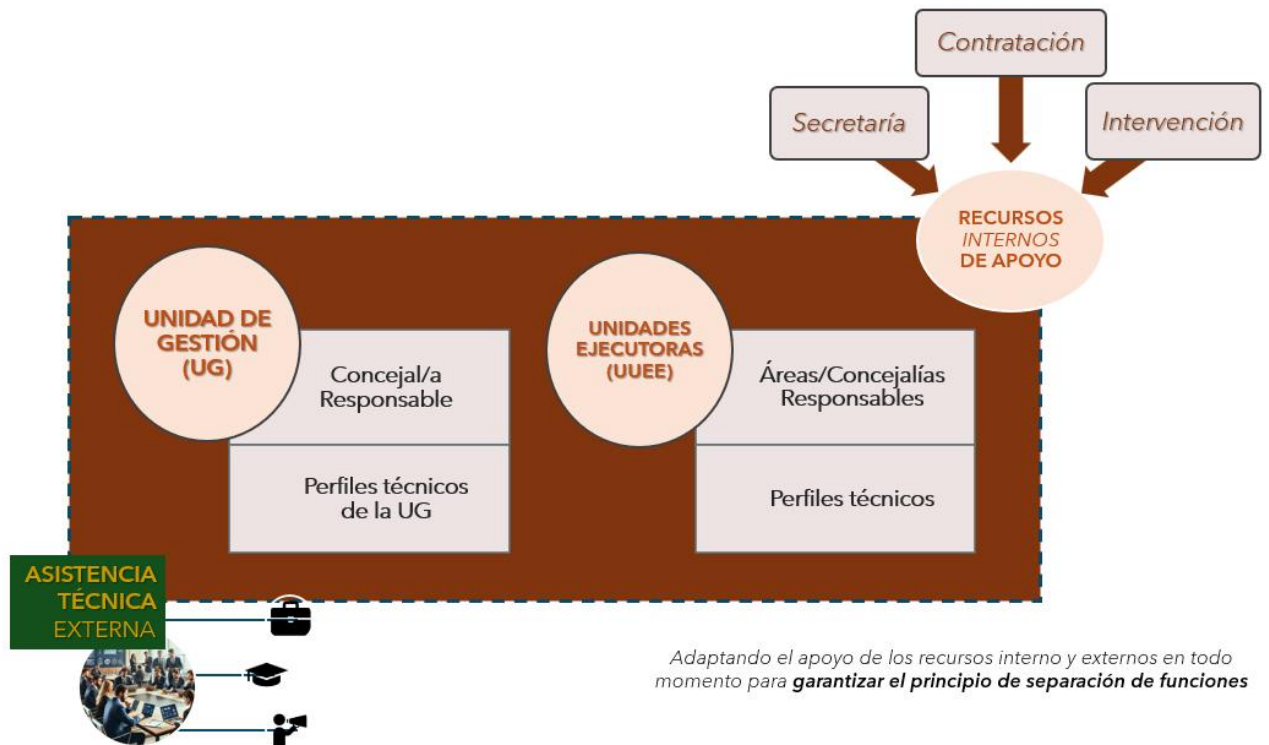 Contratación
Secretaría
Intervención
RECURSOS
INTERNOS
DE APOYO
UNIDAD DE
GESTIÓN
(UG)
Concejal/a
Responsable
Perfiles técnicos
de la UG
UNIDADES
EJECUTORAS
(UUEE)
Áreas/Concejalías
Responsables
Perfiles técnicos
ASISTENCIA
TÉCNICA
EXTERNA
Adaptando el apoyo de los recursos interno y externos en todo
momento para garantizar el principio de separación de funciones